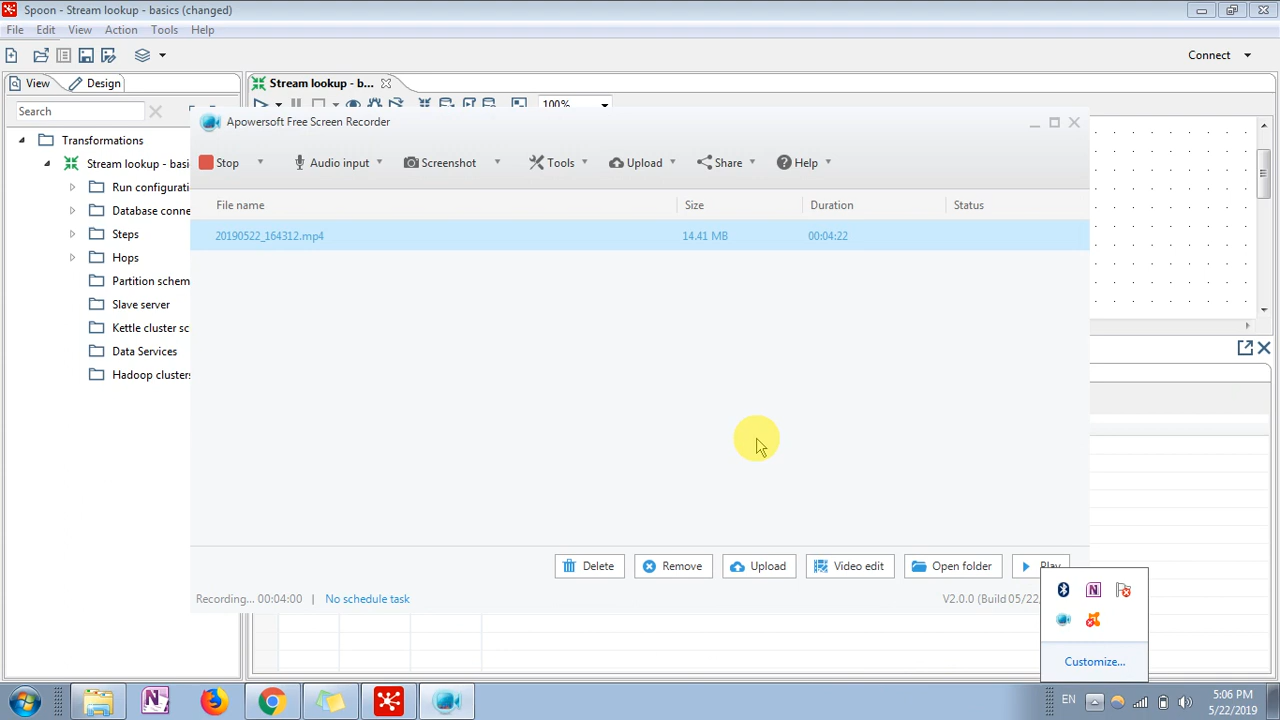 Spoon - Stream lookup - basics (changed)
File Edit View Action Tools Help
Connect
View Design
Stream lookup - b...
Search
100%
Transformations
Stream lookup - basi
Run configurati
Database conne
Steps
Hops
Partition schem
Slave server
Kettle cluster sc
Data Services
Hadoop clusters
Apowersoft Free Screen Recorder
Stop Audio input Screenshot Tools Upload Share Help
File name Size Duration Status
20190522_164312.mp4 14.41 MB 00:04:22
Delete Remove Upload Video edit Open folder Play
Recording... 00:04:00 | No schedule task V2.0.0 (Build 05/22
Customize...
EN
5:06 PM
5/22/2019